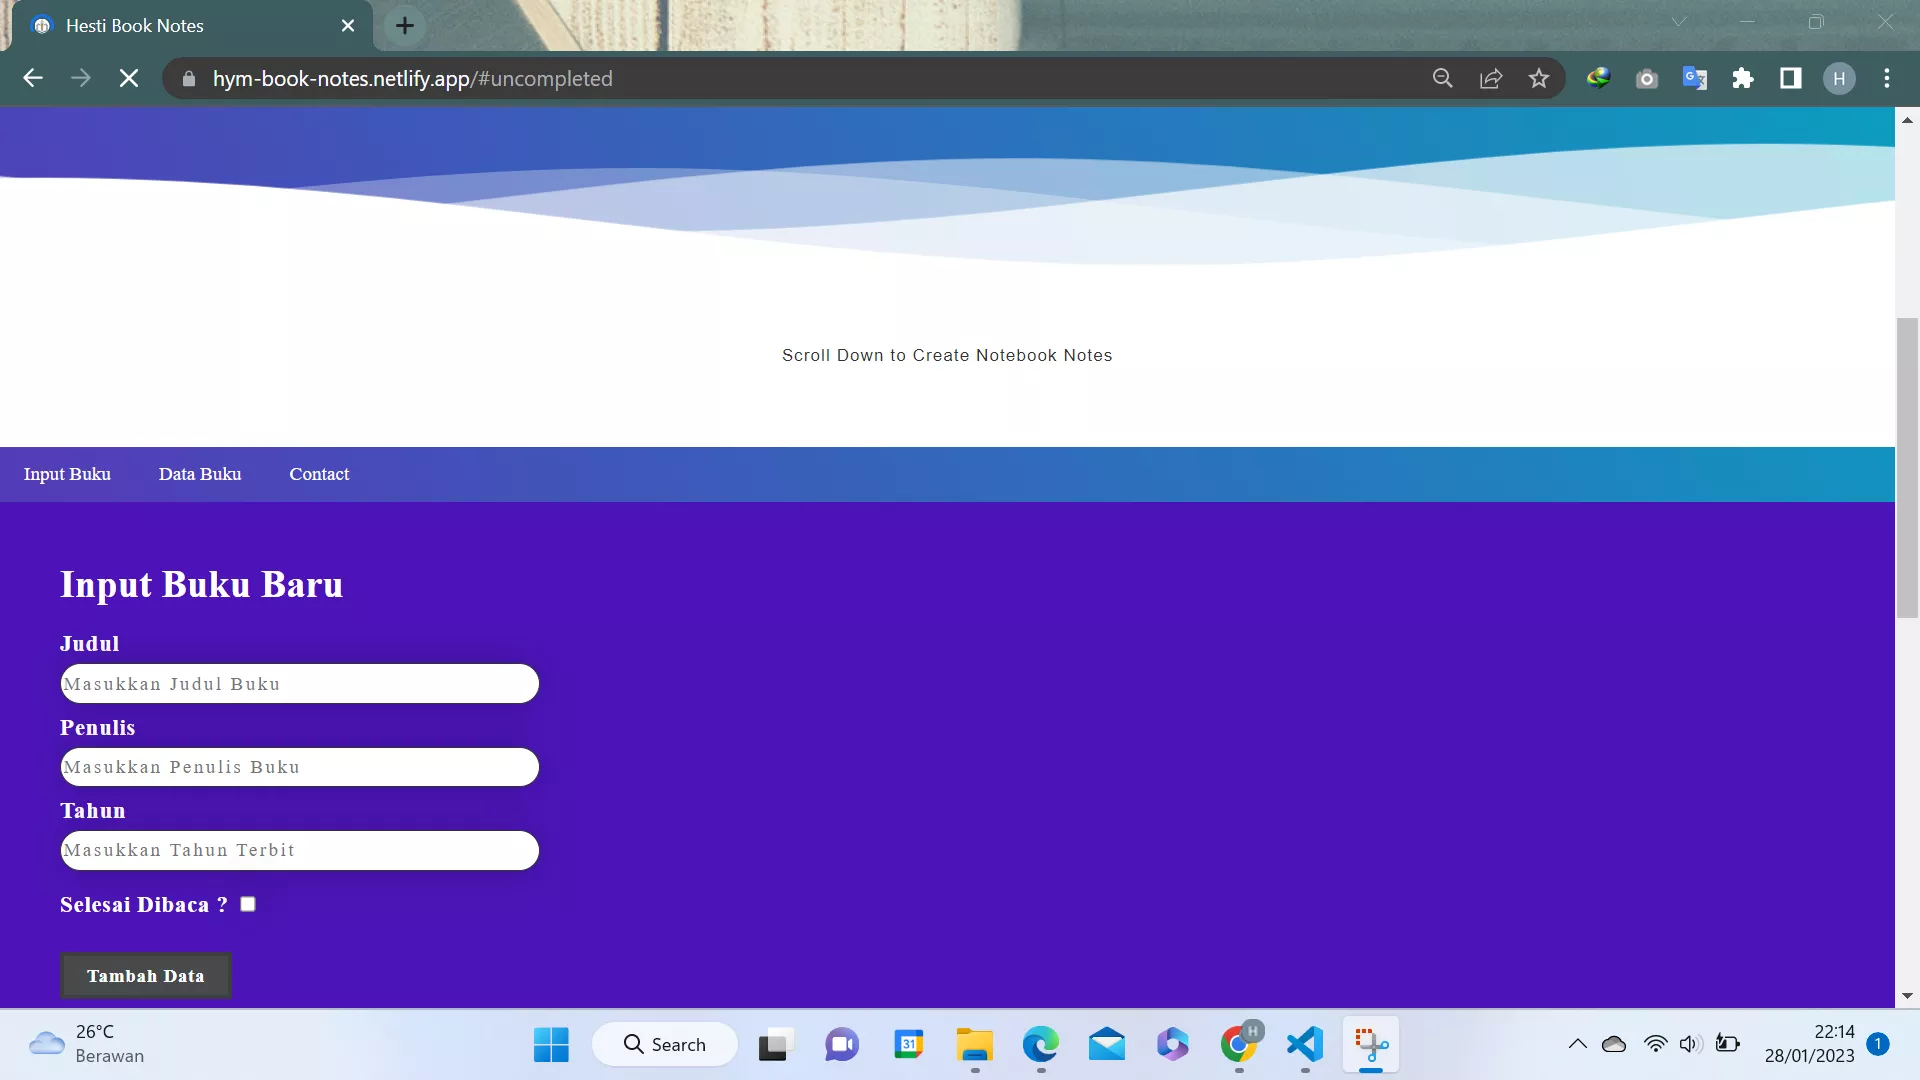 Hesti Book Notes
hym-book-notes.netlify.app/#uncompleted
H
Scroll Down to Create Notebook Notes
Input Buku Data Buku Contact
Input Buku Baru
Judul
Masukkan Judul Buku
Penulis
Masukkan Penulis Buku
Tahun
Masukkan Tahun Terbit
Selesai Dibaca ?
Tambah Data
26°C
Berawan
Search
31
H
22:14
28/01/2023
1